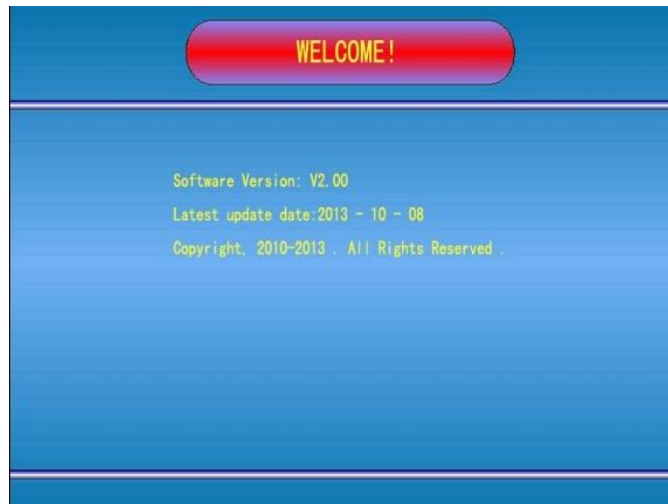 WELCOME!
Software Version: V2.00
Latest update date:2013 - 10 - 08
Copyright, 2010-2013 . All Rights Reserved .